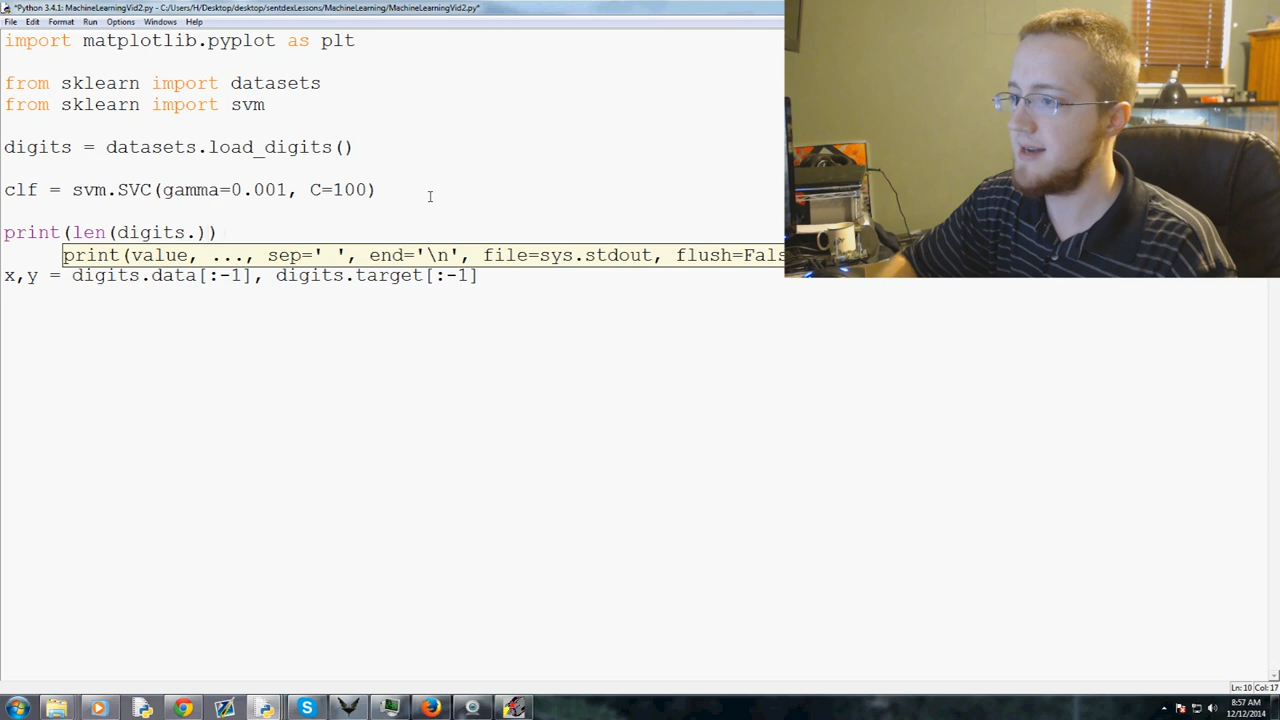 *Python 3.4.1: MachineLearningVid2.py - C:/Users/H/Desktop/desktop/sentdexLessons/MachineLearning/MachineLearningVid2.py*
File Edit Format Run Options Windows Help
import matplotlib.pyplot as plt
from sklearn import datasets
from sklearn import svm
digits = datasets.load_digits()
clf = svm.SVC(gamma=0.001, C=100)
print(len(digits.))
print(value, ..., sep=' ', end='\n', file=sys.stdout, flush=Fals
x,y = digits.data[:-1], digits.target[:-1]
Ln: 10 Col: 17
8:57 AM
12/12/2014